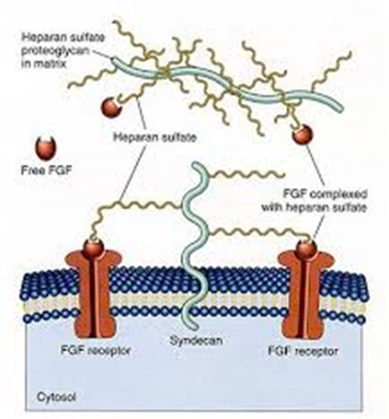 Heparan sulfate
proteoglycan
in matrix
Heparan sulfate
Free FGF
FGF complexed
with heparan sulfate
Syndecan
FGF receptor
FGF receptor
Cytosol